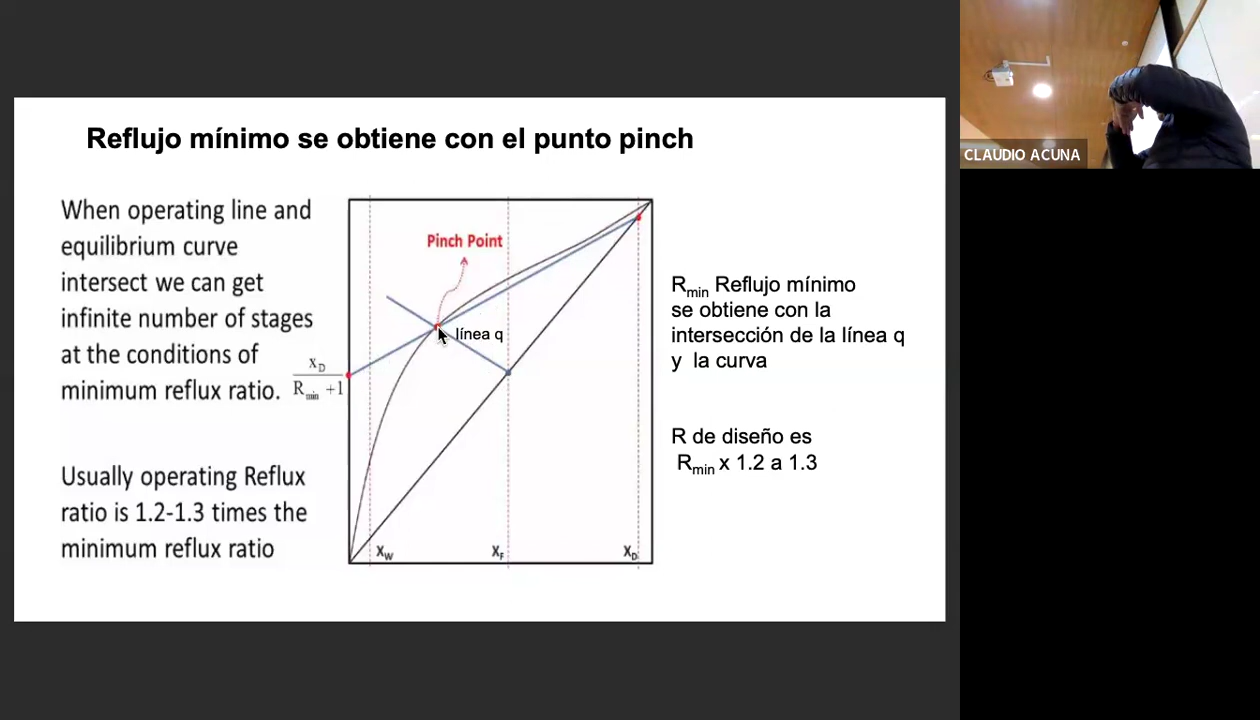 Reflujo mínimo se obtiene con el punto pinch
When operating line and
equilibrium curve
intersect we can get
infinite number of stages
at the conditions of
minimum reflux ratio.
Usually operating Reflux
ratio is 1.2-1.3 times the
minimum reflux ratio
Pinch Point
línea q
x_D
R_min +1
X_W
X_F
X_D
R_min Reflujo mínimo
se obtiene con la
intersección de la línea q
y la curva
R de diseño es
R_min x 1.2 a 1.3
CLAUDIO ACUNA